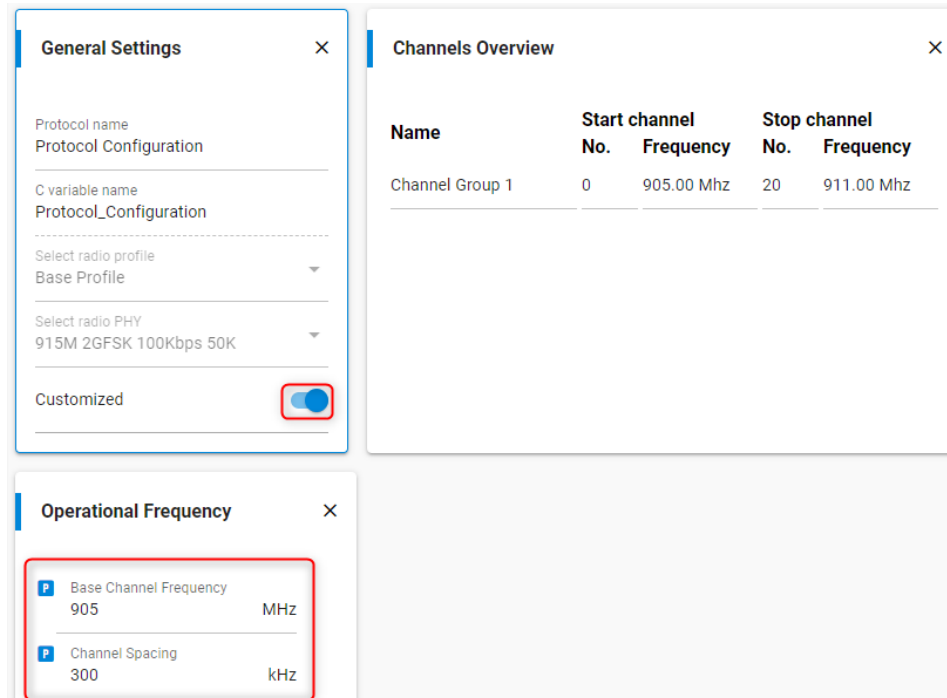 General Settings
Protocol name
Protocol Configuration
C variable name
Protocol_Configuration
Select radio profile
Base Profile
Select radio PHY
915M 2GFSK 100Kbps 50K
Customized
Channels Overview
Name Start channel Stop channel
No. Frequency No. Frequency
Channel Group 1 0 905.00 Mhz 20 911.00 Mhz
Operational Frequency
P Base Channel Frequency
905 MHz
P Channel Spacing
300 kHz